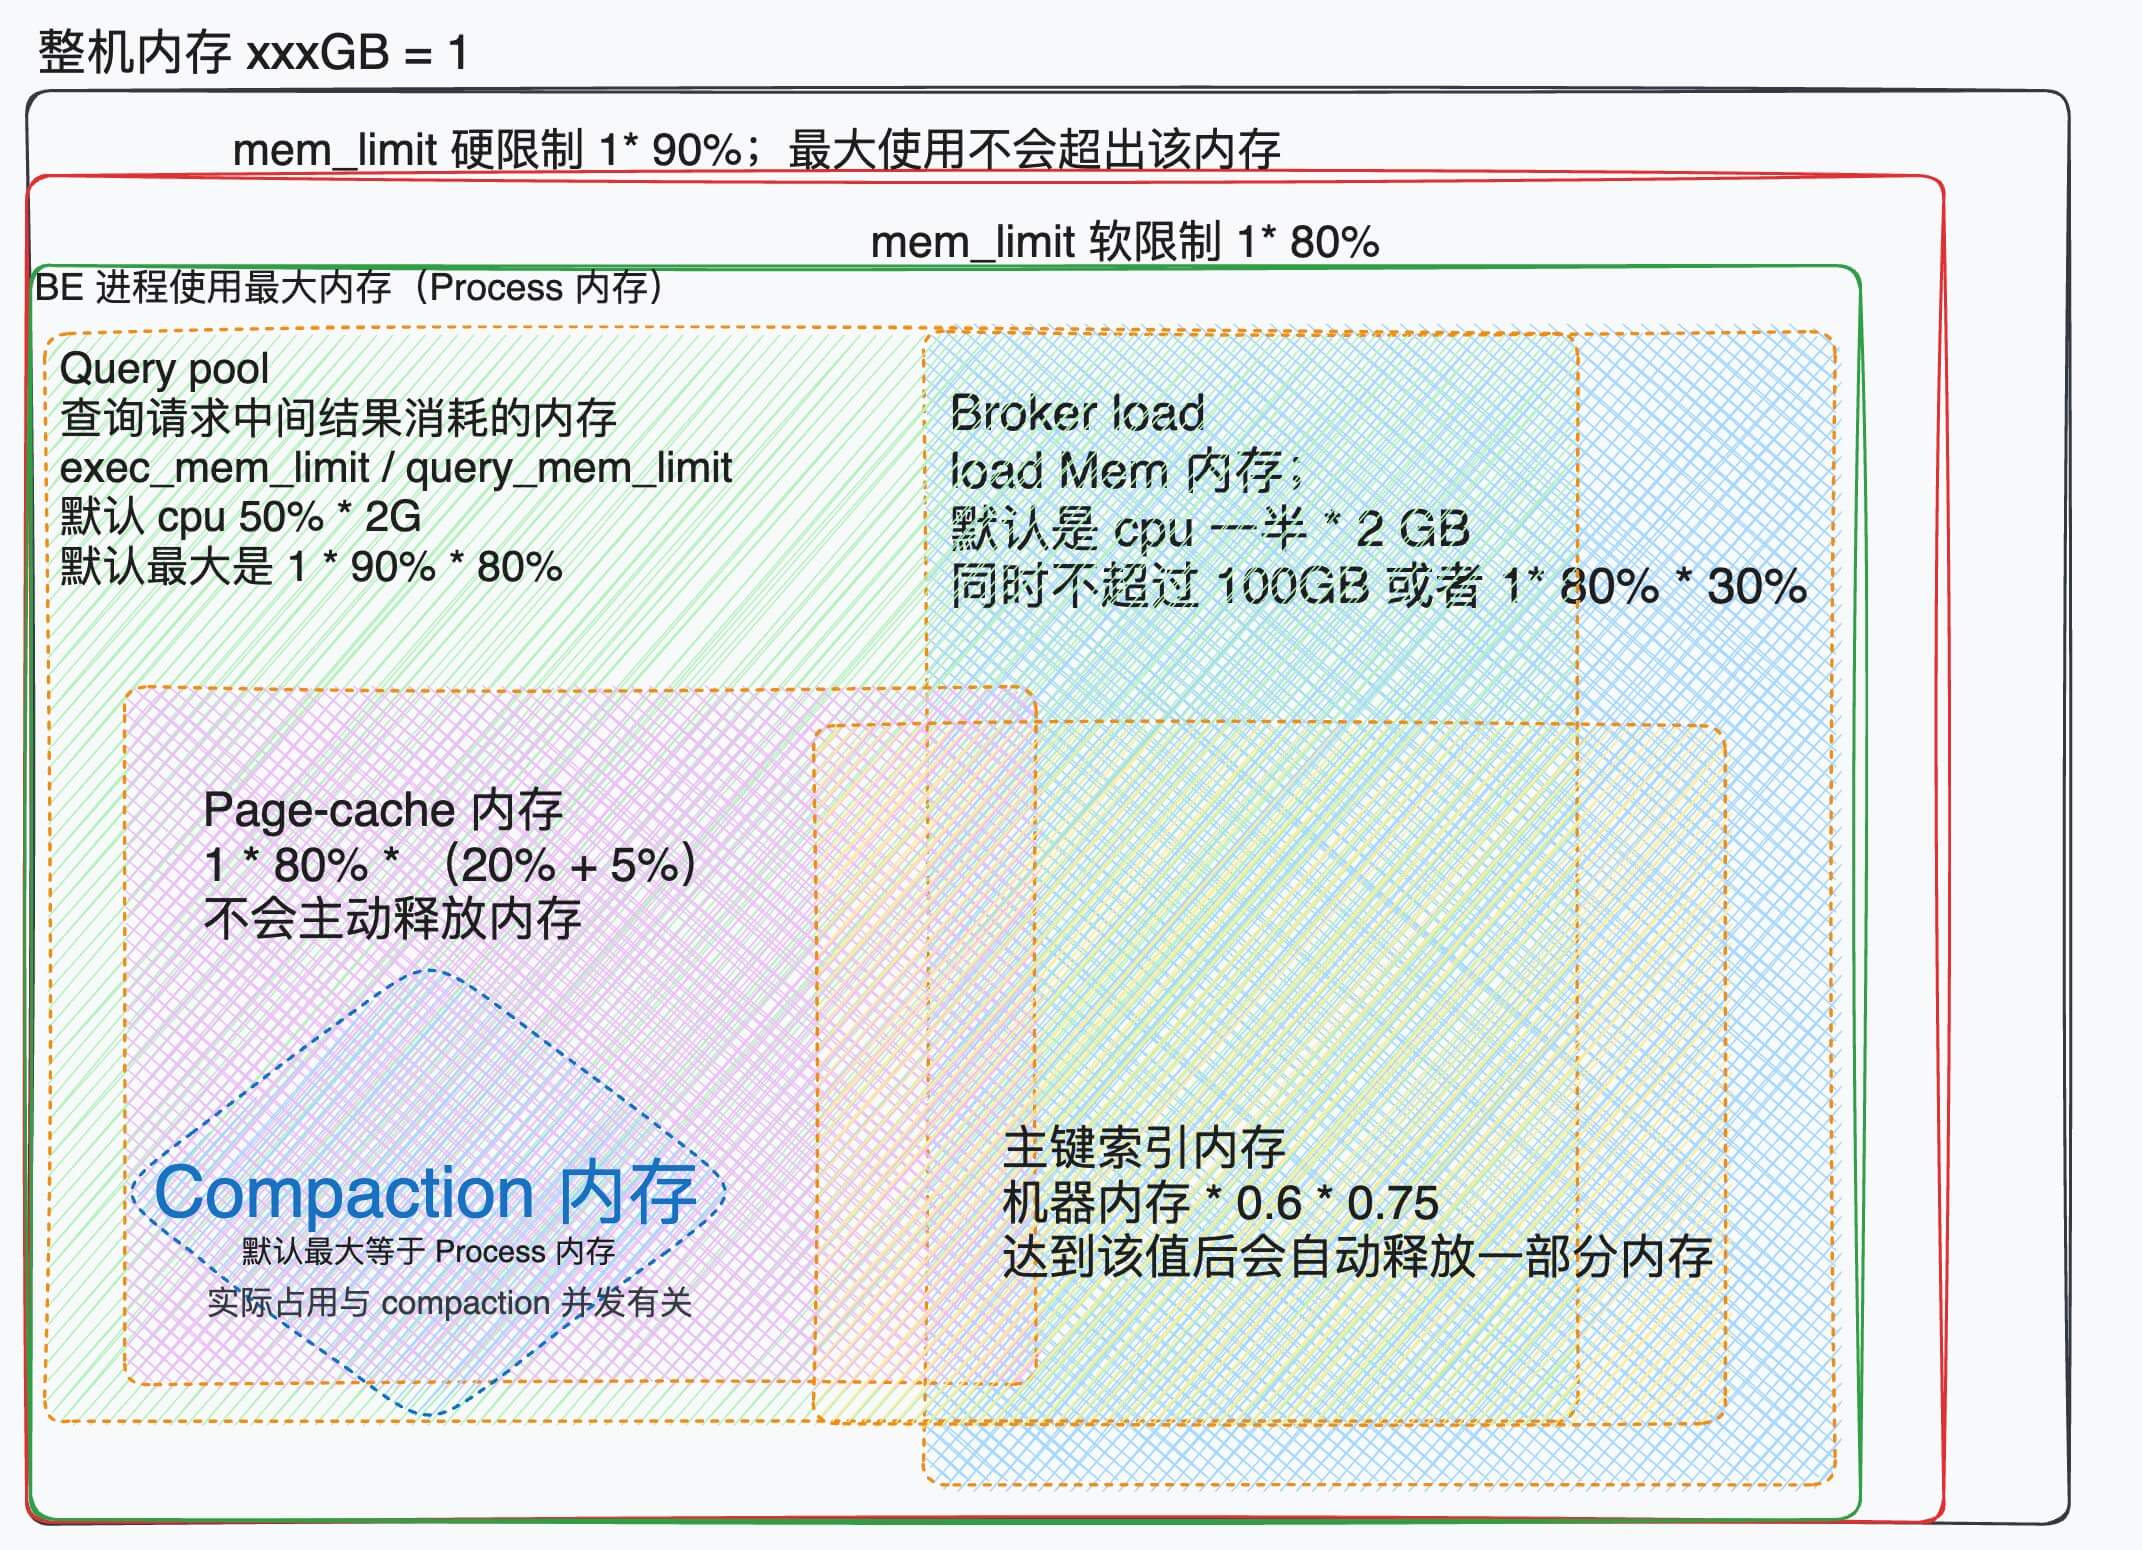 整机内存 xxxGB = 1
mem_limit 硬限制 1* 90%；最大使用不会超出该内存
mem_limit 软限制 1* 80%
BE 进程使用最大内存（Process 内存）
Query pool
查询请求中间结果消耗的内存
exec_mem_limit / query_mem_limit
默认 cpu 50% * 2G
默认最大是 1 * 90% * 80%
Broker load
load Mem 内存；
默认是 cpu 一半 * 2 GB
同时不超过 100GB 或者 1* 80% * 30%
Page-cache 内存
1 * 80% * （20% + 5%）
不会主动释放内存
Compaction 内存
默认最大等于 Process 内存
实际占用与 compaction 并发有关
主键索引内存
机器内存 * 0.6 * 0.75
达到该值后会自动释放一部分内存